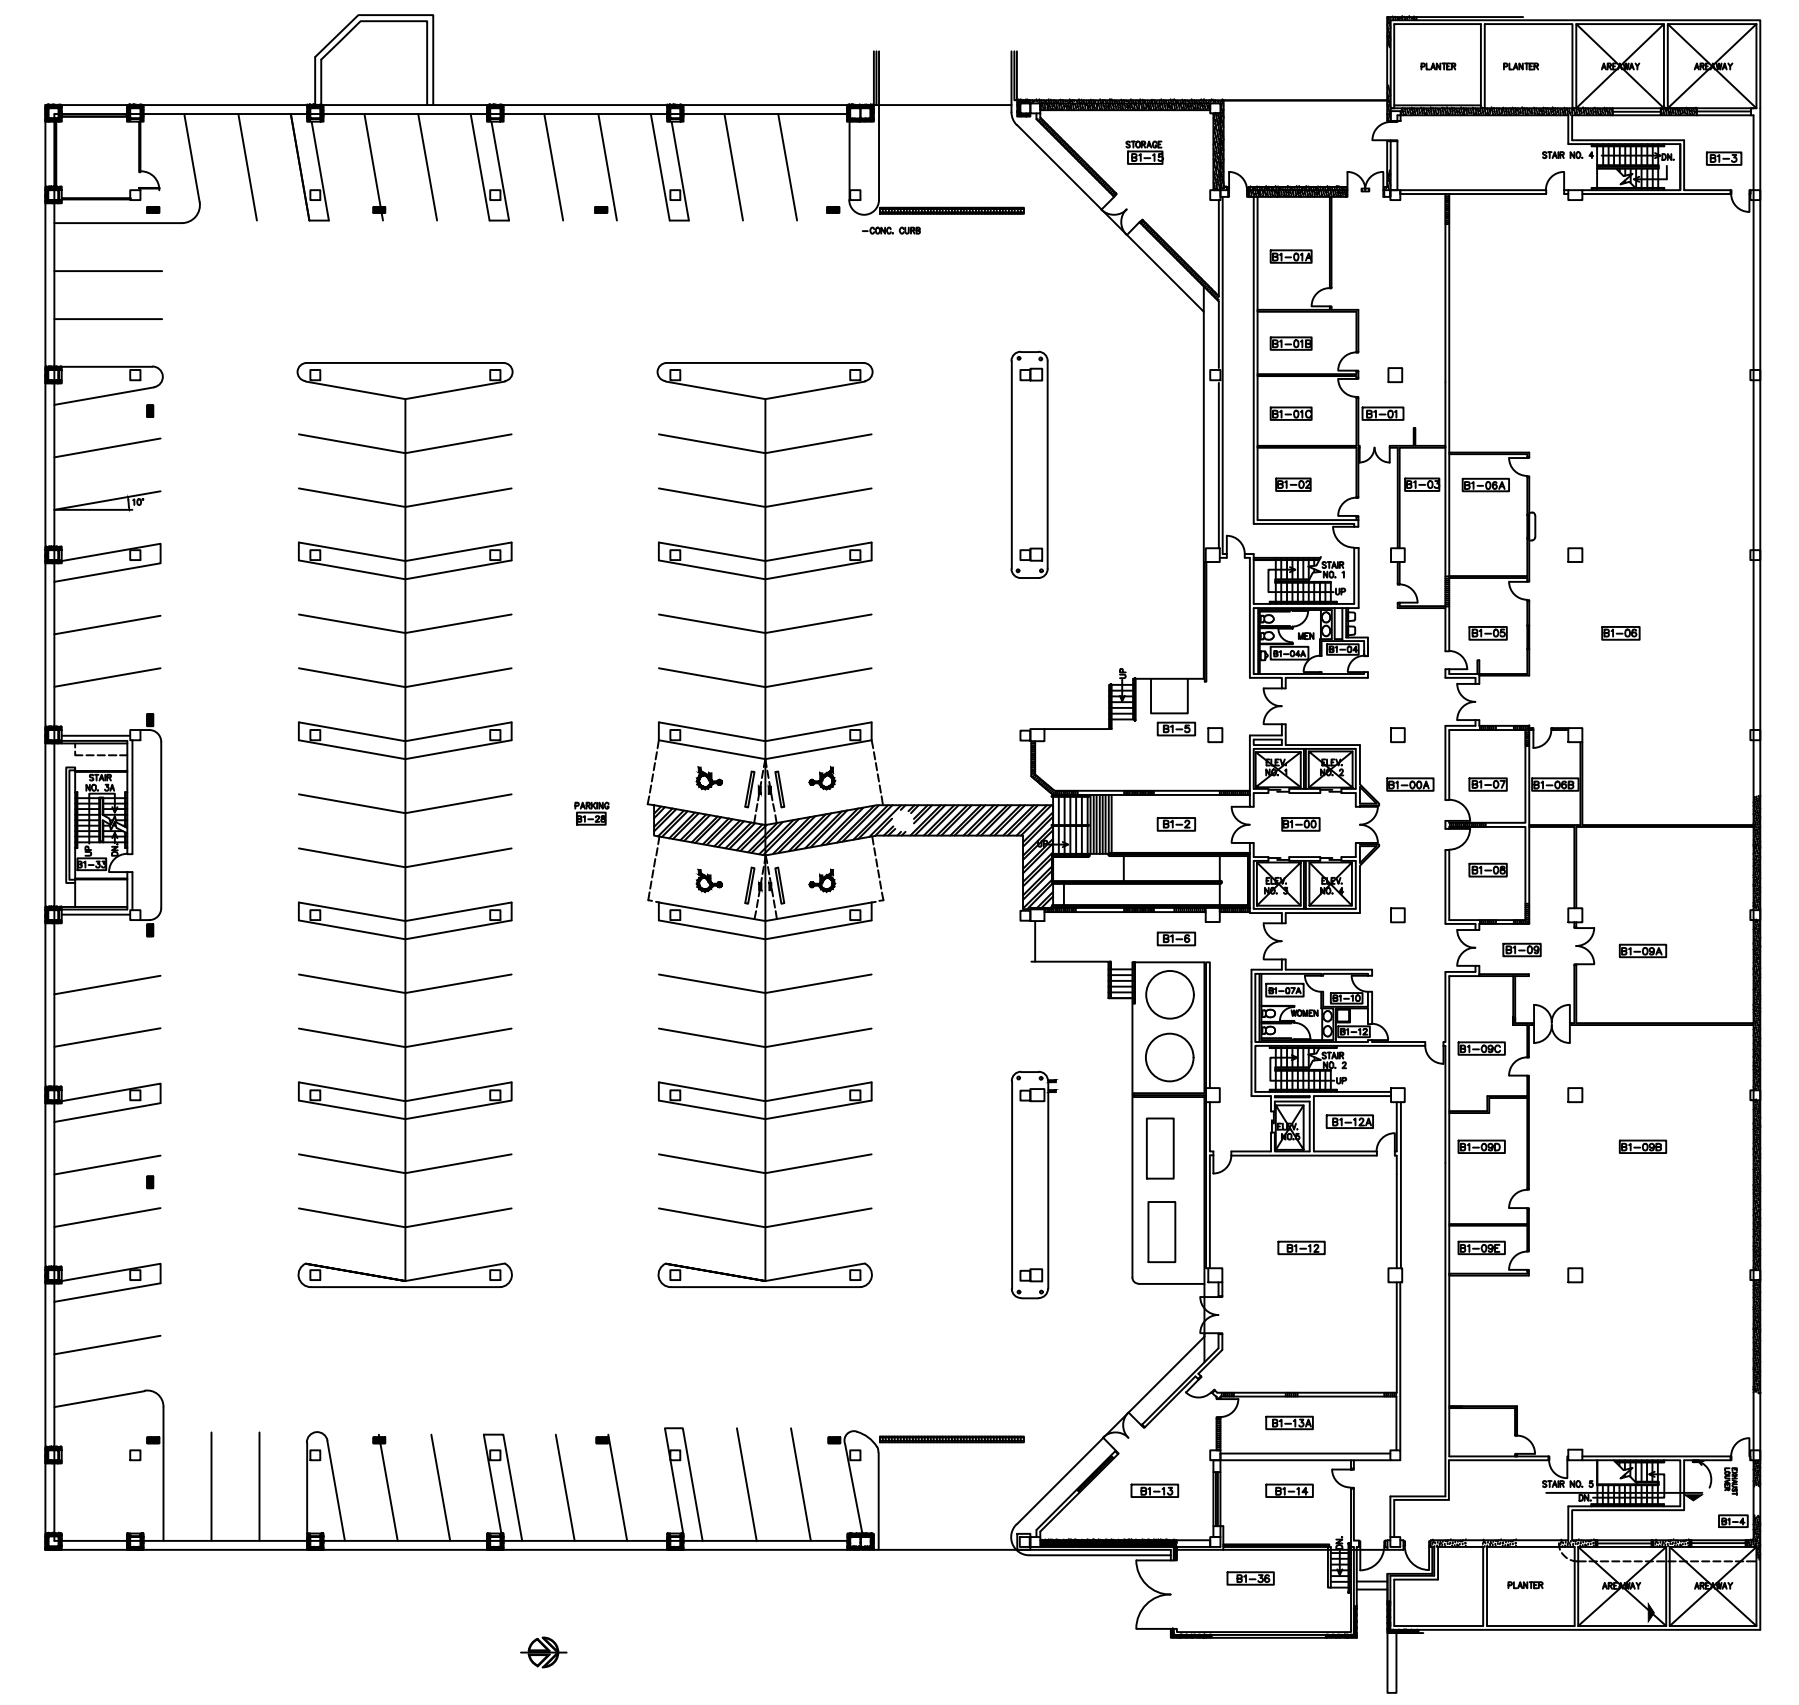 PLANTER
PLANTER
AREAWAY
AREAWAY
STORAGE
B1-15
STAIR NO. 4
DN.
B1-3
CONC. CURB
B1-01A
B1-01B
B1-01C
B1-01
B1-02
B1-03
B1-06A
10°
STAIR
NO. 1
UP
MEN
B1-04A
B1-04
B1-05
B1-06
UP
B1-5
ELEV.
NO. 1
ELEV.
NO. 2
B1-00A
B1-07
B1-06B
STAIR
NO. 3A
UP
DN.
B1-33
PARKING
B1-28
B1-2
B1-00
UP
ELEV.
NO. 3
ELEV.
NO. 4
B1-08
B1-6
B1-09
B1-09A
B1-07A
B1-10
WOMEN
B1-12
STAIR
NO. 2
UP
B1-09C
ELEV.
NO.5
B1-12A
B1-09D
B1-09B
B1-12
B1-09E
B1-13A
B1-13
B1-14
STAIR NO. 5
DN.
EXHAUST
LOUVER
B1-4
DN.
B1-36
PLANTER
AREAWAY
AREAWAY